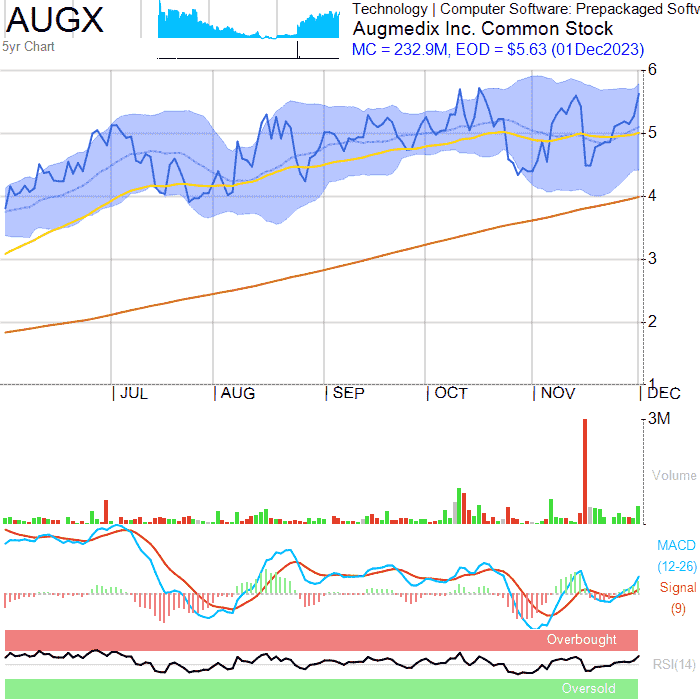 AUGX
5yr Chart
Technology | Computer Software: Prepackaged Softw
Augmedix Inc. Common Stock
MC = 232.9M, EOD = $5.63 (01Dec2023)
6
5
4
3
2
1
JUL
AUG
SEP
OCT
NOV
DEC
3M
Volume
MACD
(12-26)
Signal
(9)
Overbought
RSI(14)
Oversold